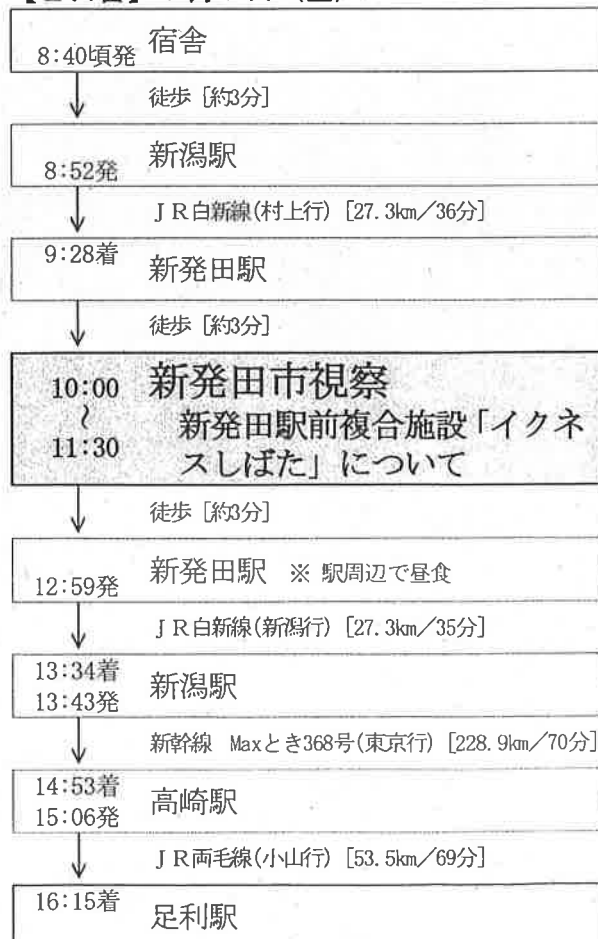 宿舎
8:40頃発
徒歩 [約3分]
新潟駅
8:52発
JR白新線(村上行) [27.3km/36分]
9:28着
新発田駅
徒歩 [約3分]
10:00 新発田市視察
〜 新発田駅前複合施設「イクネ
11:30 スしばた」について
徒歩 [約3分]
新発田駅 ※ 駅周辺で昼食
12:59発
JR白新線(新潟行) [27.3km/35分]
13:34着
新潟駅
13:43発
新幹線 Maxとき368号(東京行) [228.9km/70分]
14:53着
高崎駅
15:06発
JR両毛線(小山行) [53.5km/69分]
16:15着
足利駅